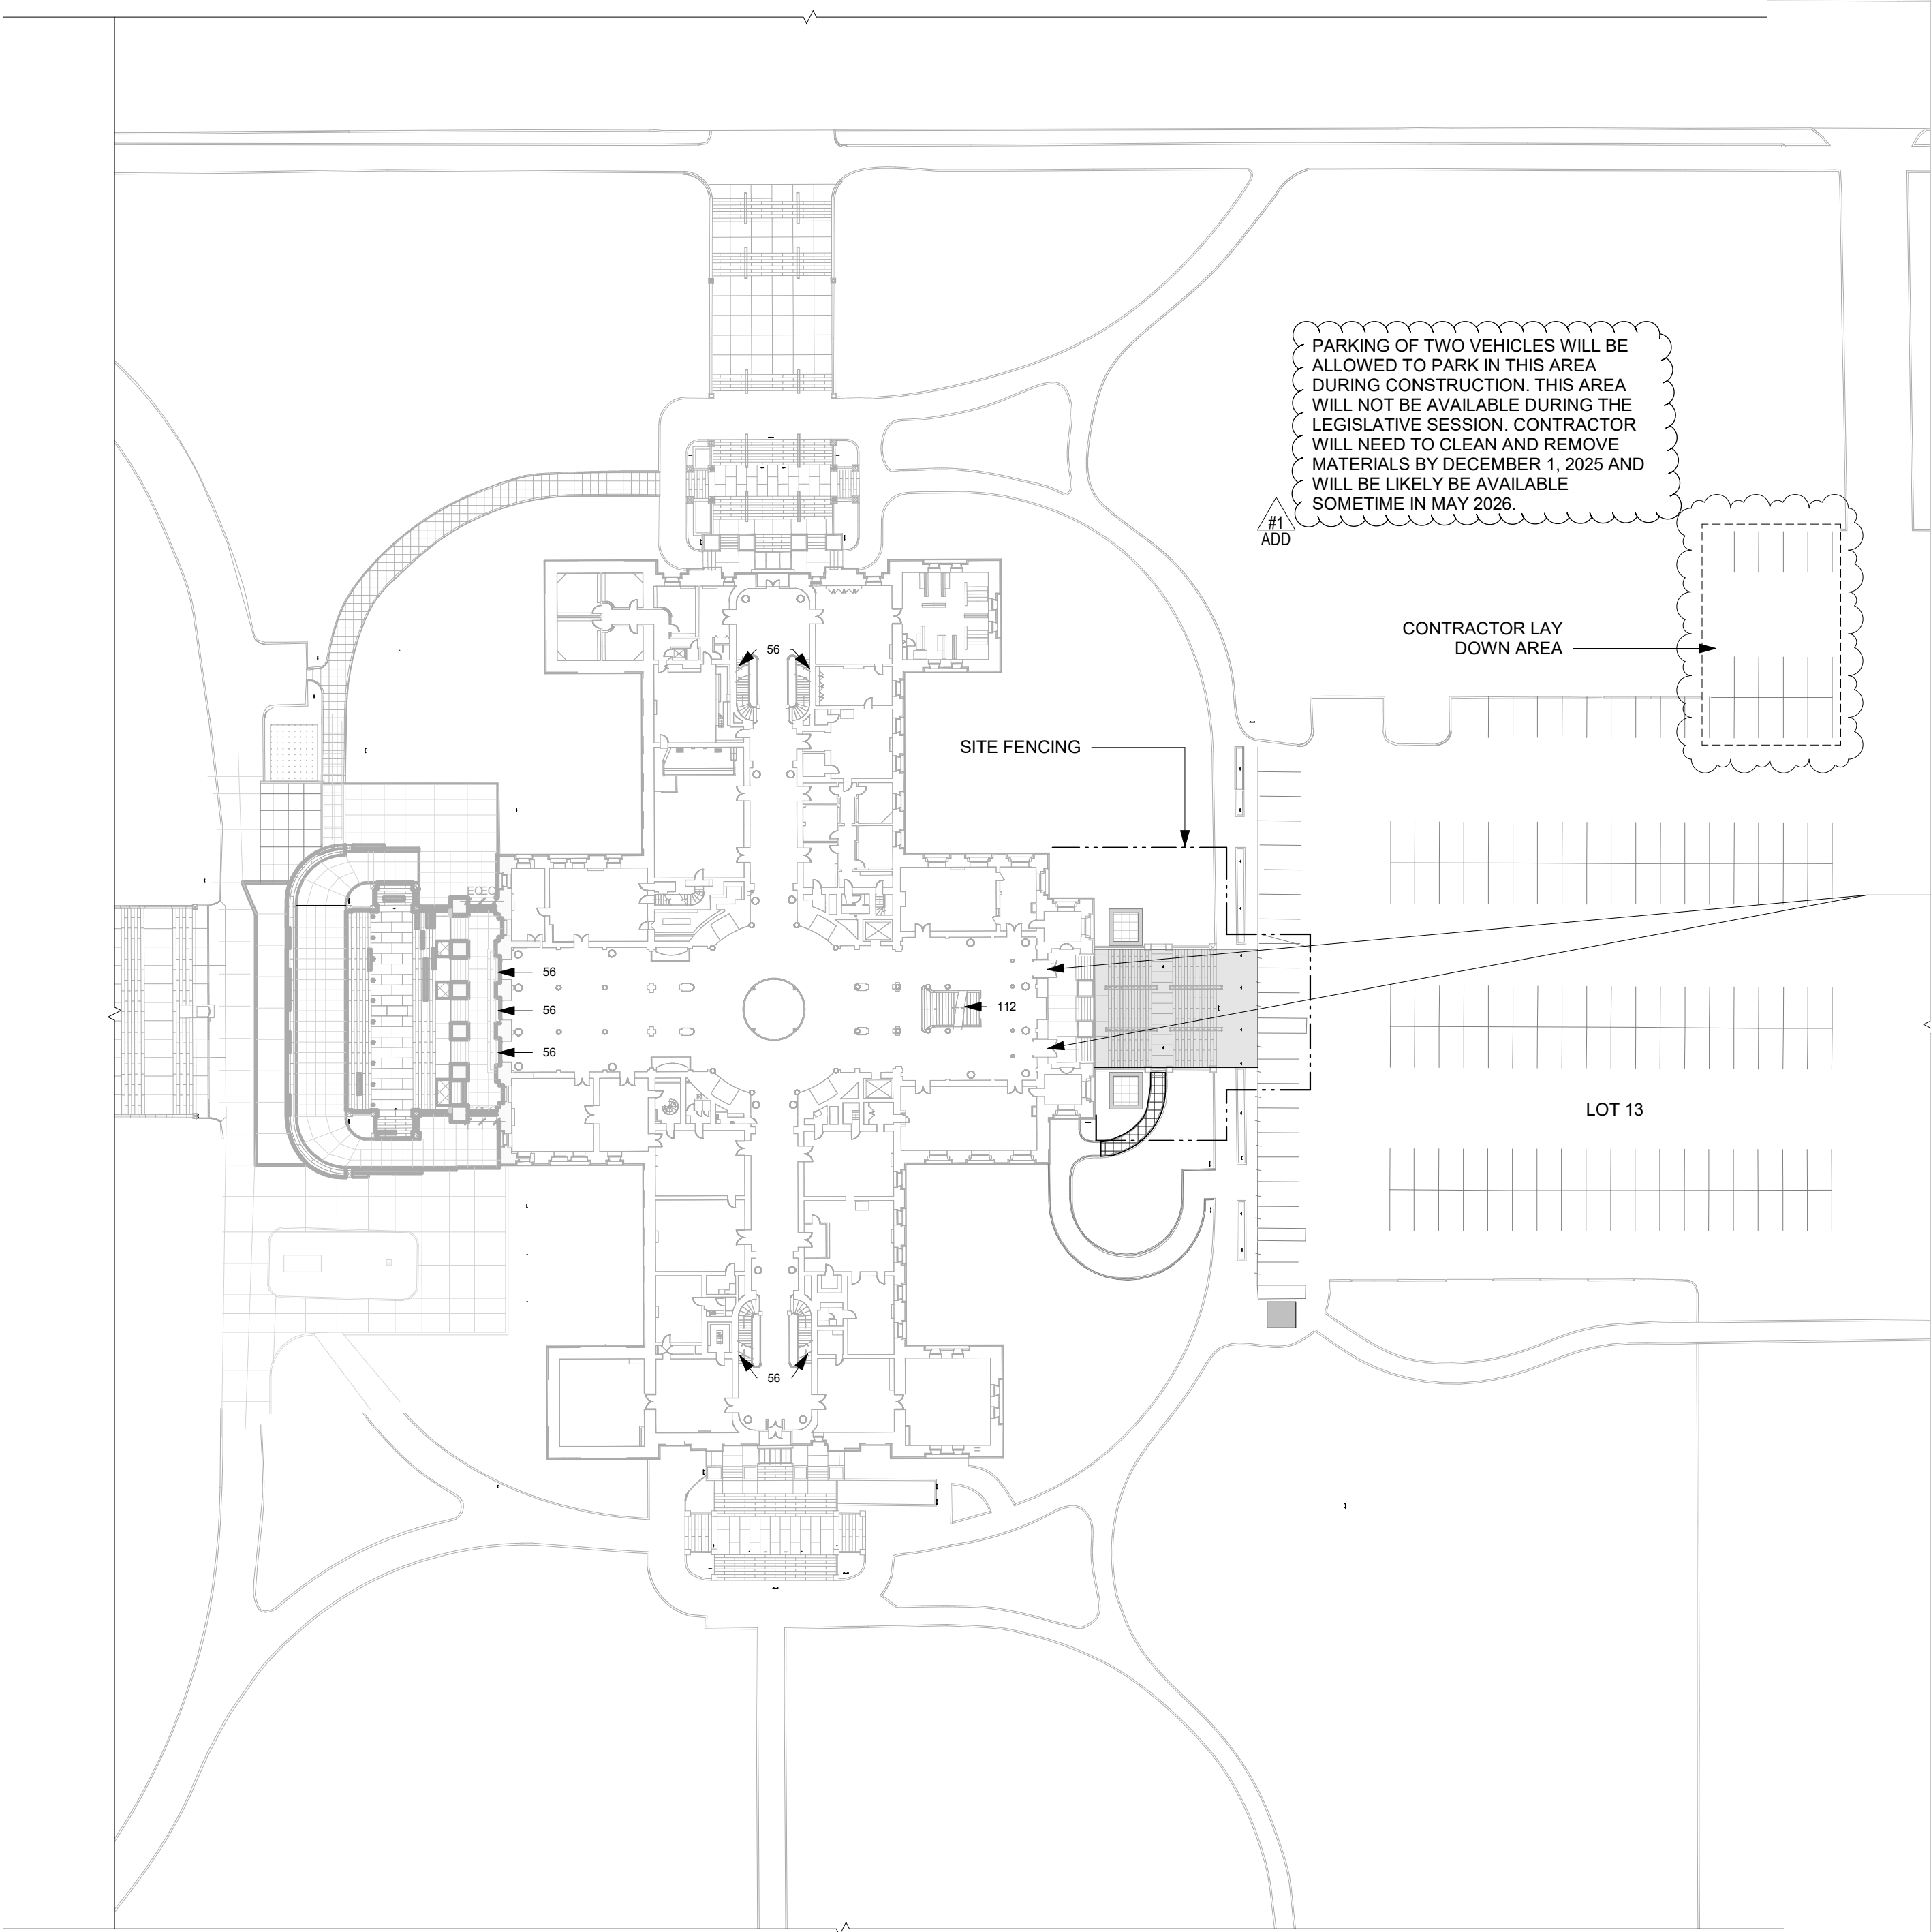 PARKING OF TWO VEHICLES WILL BE
ALLOWED TO PARK IN THIS AREA
DURING CONSTRUCTION. THIS AREA
WILL NOT BE AVAILABLE DURING THE
LEGISLATIVE SESSION. CONTRACTOR
WILL NEED TO CLEAN AND REMOVE
MATERIALS BY DECEMBER 1, 2025 AND
WILL BE LIKELY BE AVAILABLE
SOMETIME IN MAY 2026.
#1
ADD
CONTRACTOR LAY
DOWN AREA
56
SITE FENCING
56
56
56
112
LOT 13
56